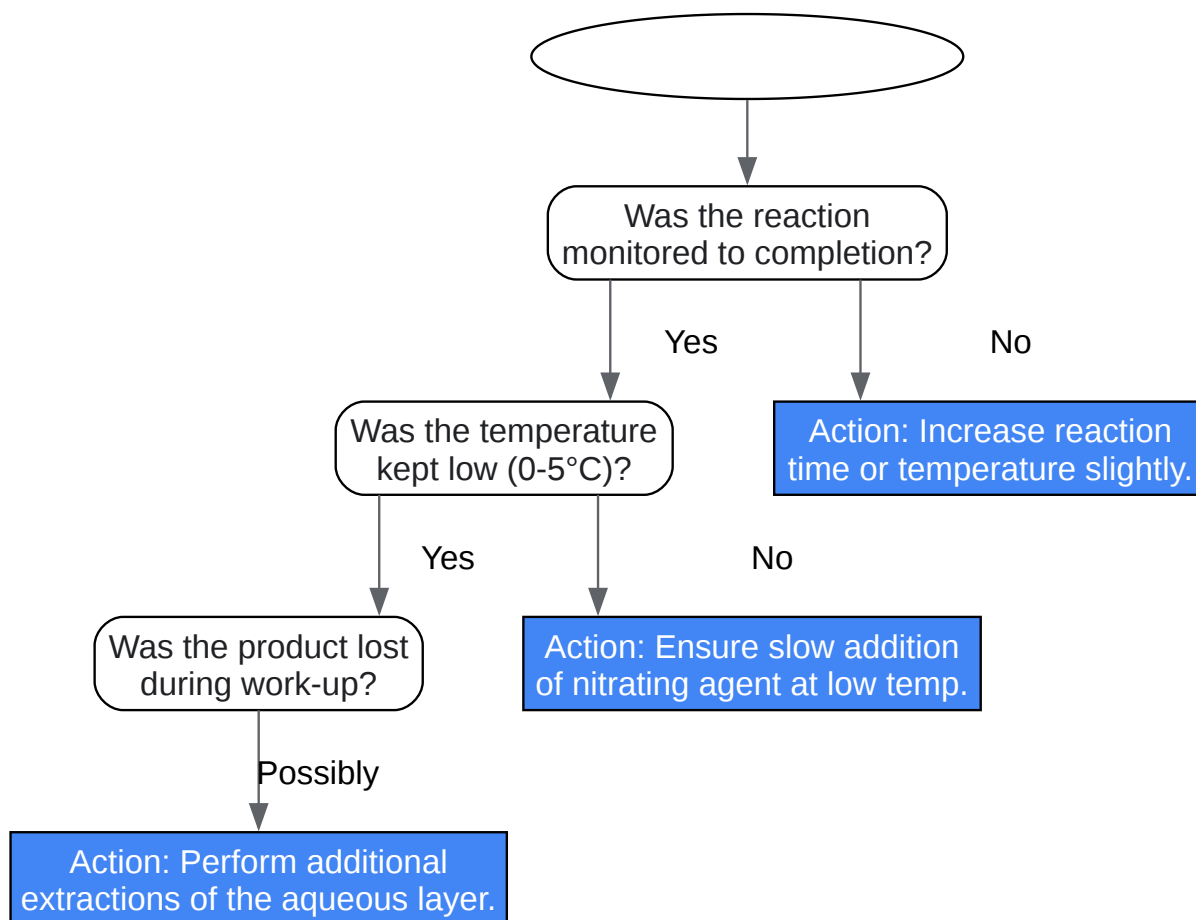 Was the reaction
monitored to completion?
Yes
No
Was the temperature
kept low (0-5°C)?
Action: Increase reaction
time or temperature slightly.
Yes
No
Was the product lost
during work-up?
Action: Ensure slow addition
of nitrating agent at low temp.
Possibly
Action: Perform additional
extractions of the aqueous layer.